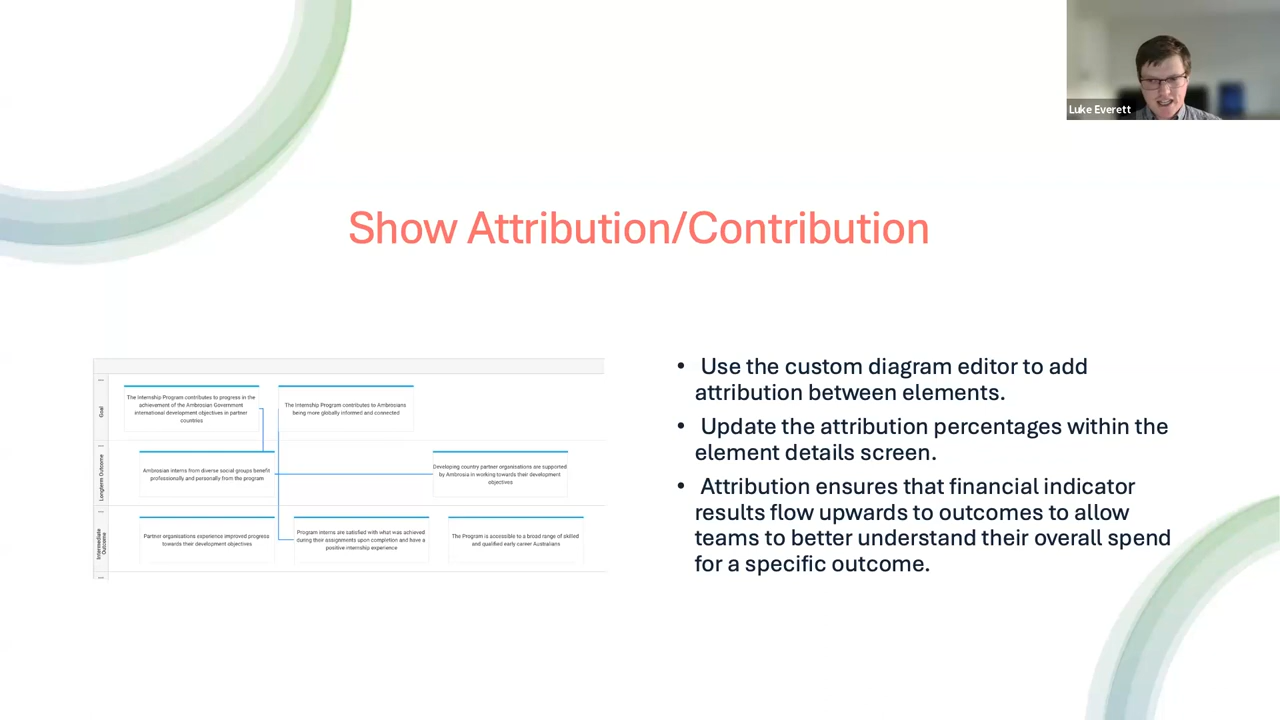 Luke Everett
Show Attribution/Contribution
Goal
The Internship Program contributes to progress in the
achievement of the Ambrosian Government
international development objectives in partner
countries
The Internship Program contributes to Ambrosians
being more globally informed and connected
Longterm Outcome
Ambrosian interns from diverse social groups benefit
professionally and personally from the program
Developing country partner organisations are supported
by Ambrosia in working towards their development
objectives
Intermediate
Outcome
Partner organisations experience improved progress
towards their development objectives
Program interns are satisfied with what was achieved
during their assignments upon completion and have a
positive internship experience
The Program is accessible to a broad range of skilled
and qualified early career Australians
• Use the custom diagram editor to add
attribution between elements.
• Update the attribution percentages within the
element details screen.
• Attribution ensures that financial indicator
results flow upwards to outcomes to allow
teams to better understand their overall spend
for a specific outcome.